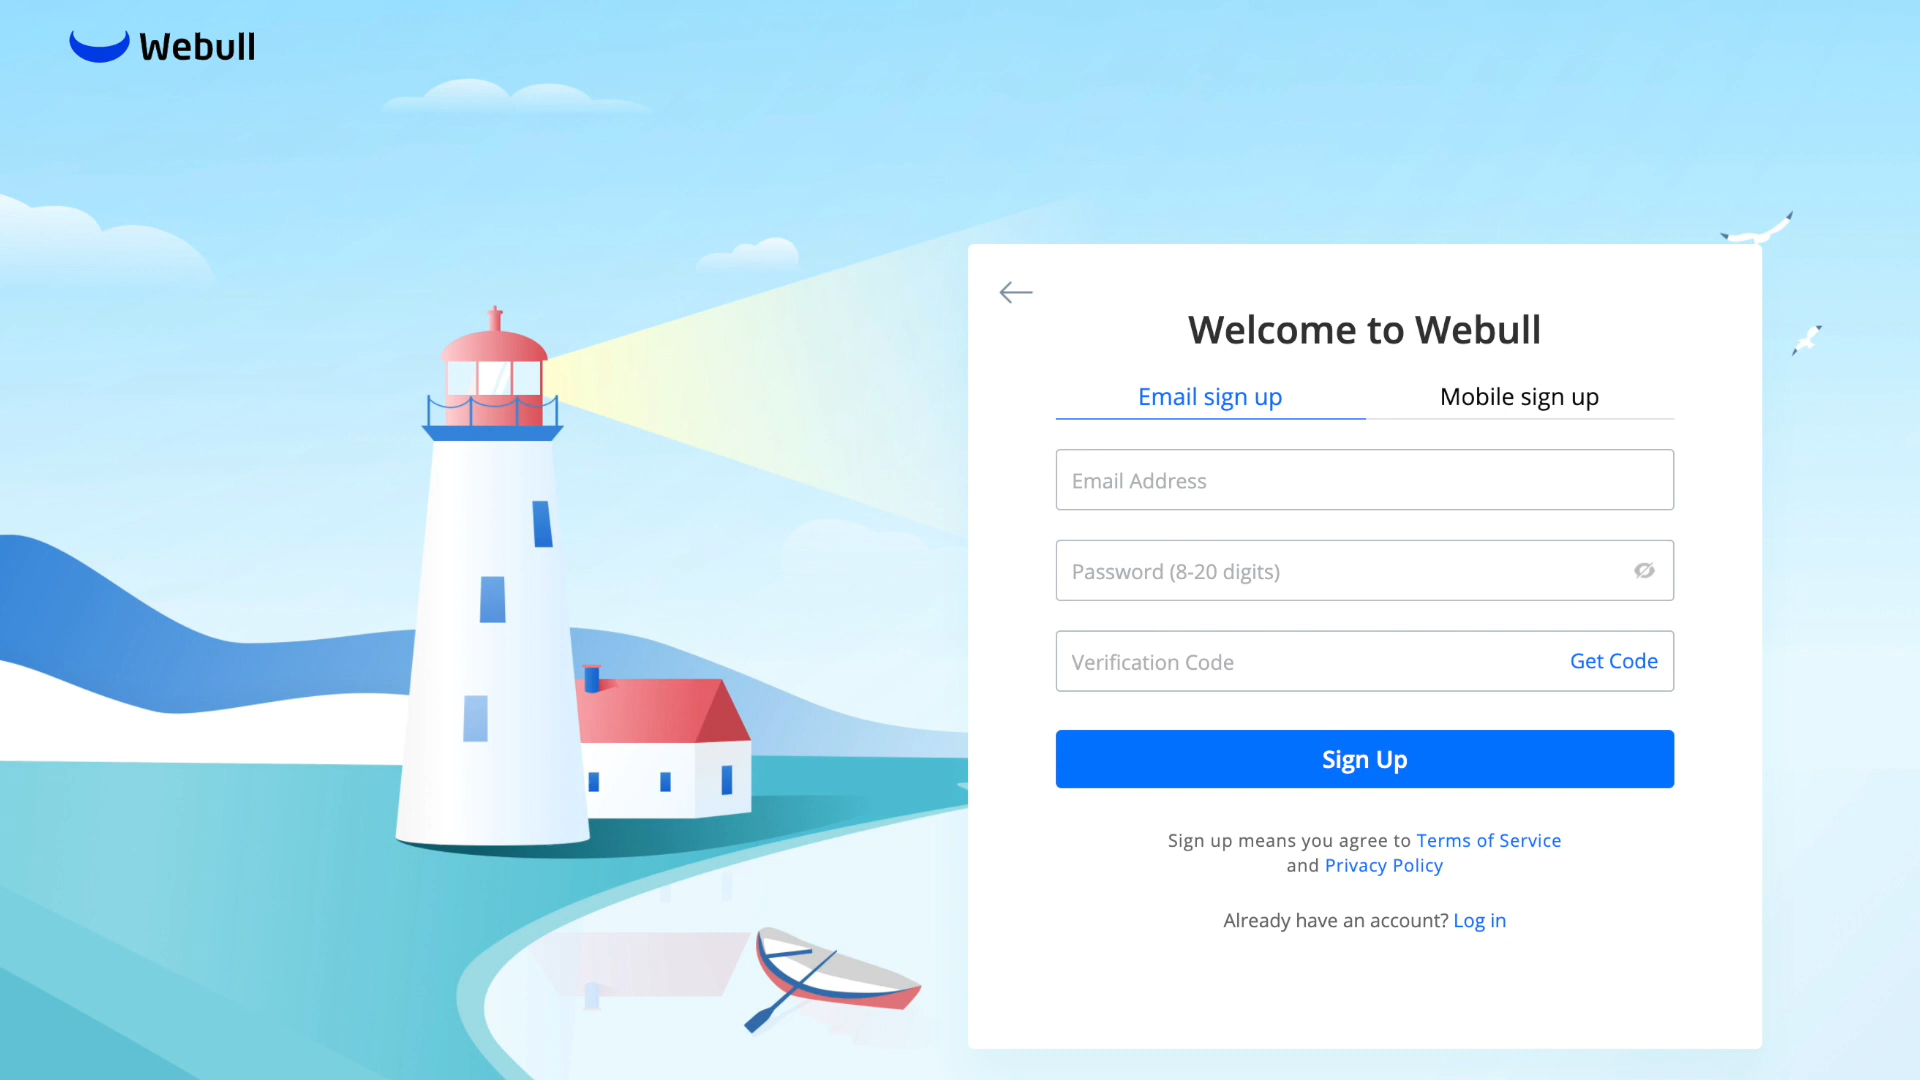 Webull
Welcome to Webull
Email sign up
Mobile sign up
Email Address
Password (8-20 digits)
Verification Code
Get Code
Sign Up
Sign up means you agree to Terms of Service
and Privacy Policy
Already have an account? Log in